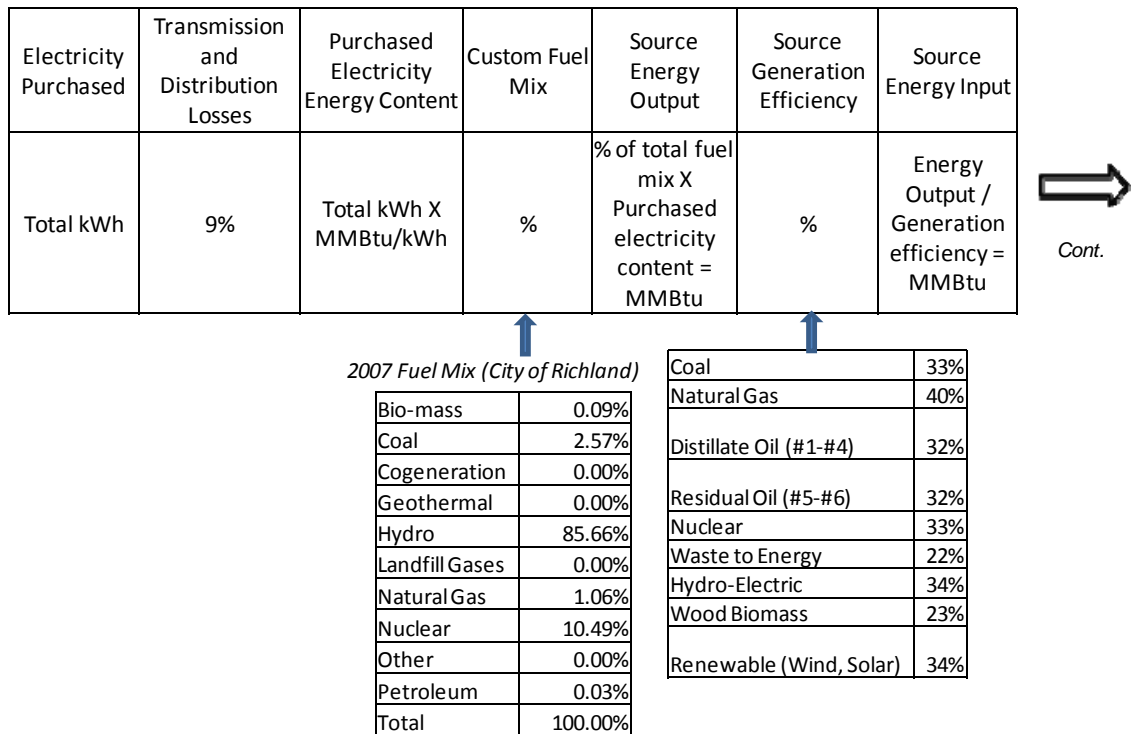 Electricity
Purchased
Transmission
and
Distribution
Losses
Purchased
Electricity
Energy Content
Custom Fuel
Mix
Source
Energy
Output
Source
Generation
Efficiency
Source
Energy Input
Total kWh
9%
Total kWh X
MMBtu/kWh
%
% of total fuel
mix X
Purchased
electricity
content =
MMBtu
%
Energy
Output /
Generation
efficiency =
MMBtu
Cont.
2007 Fuel Mix (City of Richland)
Bio-mass 0.09%
Coal 2.57%
Cogeneration 0.00%
Geothermal 0.00%
Hydro 85.66%
Landfill Gases 0.00%
Natural Gas 1.06%
Nuclear 10.49%
Other 0.00%
Petroleum 0.03%
Total 100.00%
Coal 33%
Natural Gas 40%
Distillate Oil (#1-#4) 32%
Residual Oil (#5-#6) 32%
Nuclear 33%
Waste to Energy 22%
Hydro-Electric 34%
Wood Biomass 23%
Renewable (Wind, Solar) 34%